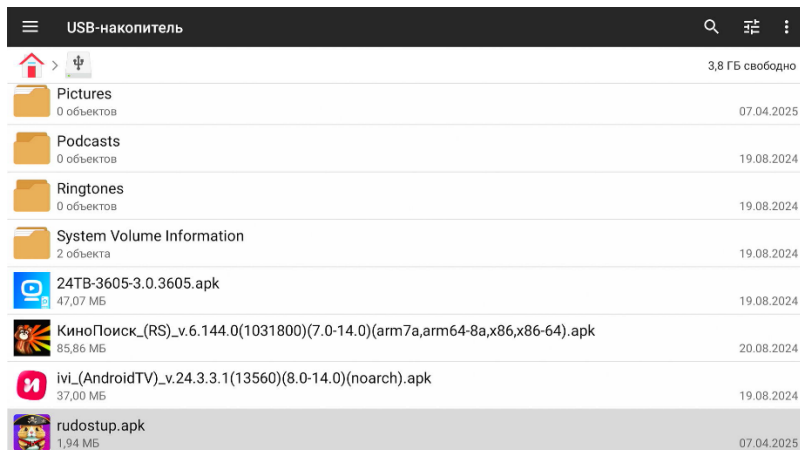 USB-накопитель
3,8 ГБ свободно
Pictures
0 объектов
07.04.2025
Podcasts
0 объектов
19.08.2024
Ringtones
0 объектов
19.08.2024
System Volume Information
2 объекта
19.08.2024
24ТВ-3605-3.0.3605.apk
47,07 МБ
19.08.2024
КиноПоиск_(RS)_v.6.144.0(1031800)(7.0-14.0)(arm7a,arm64-8a,x86,x86-64).apk
85,86 МБ
20.08.2024
ivi_(AndroidTV)_v.24.3.3.1(13560)(8.0-14.0)(noarch).apk
37,00 МБ
19.08.2024
rudostup.apk
1,94 МБ
07.04.2025